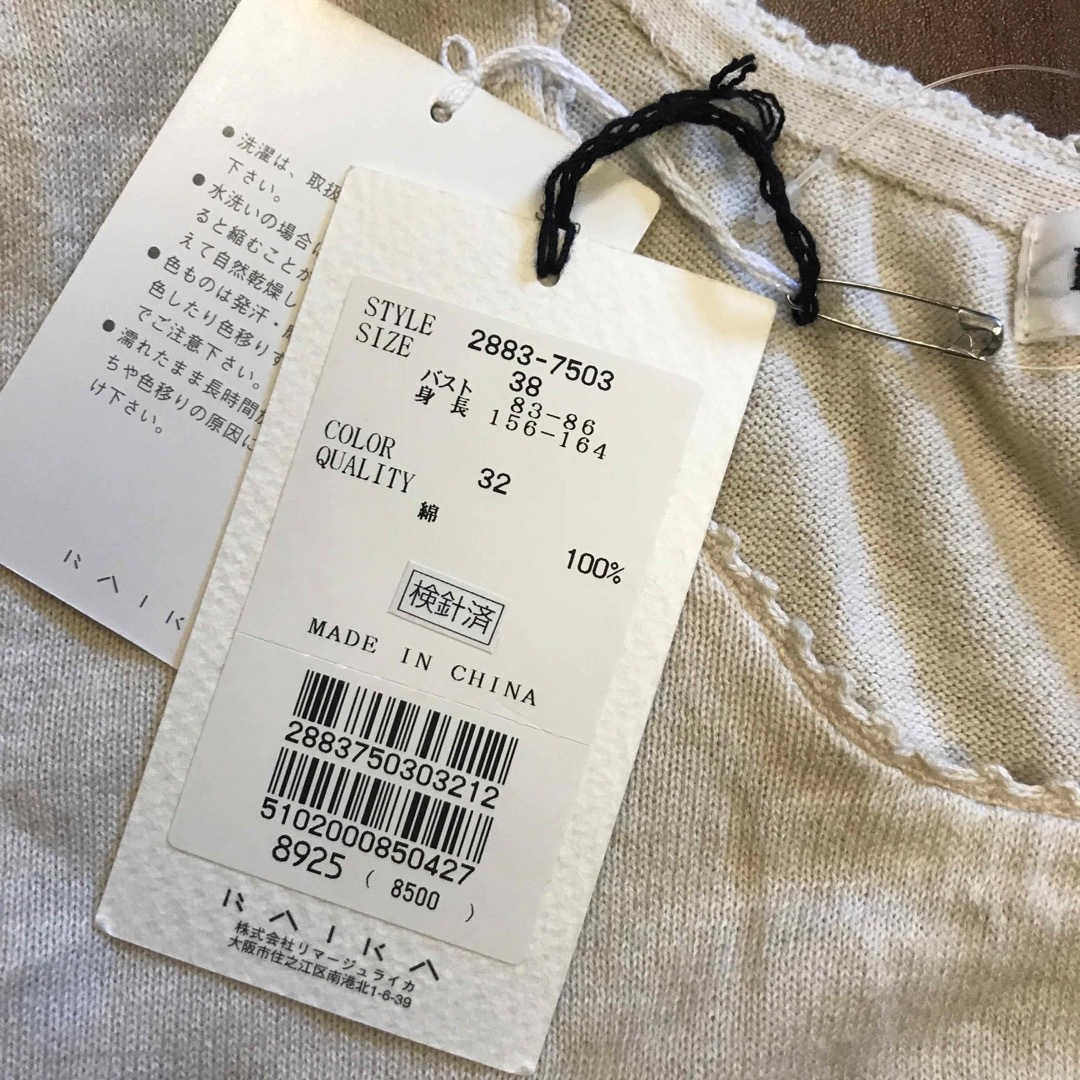 ● 洗濯は、取扱
下さい。
● 水洗いの場合
ると縮むことが
えて自然乾燥し
● 色ものは発汗・
色したり色移りす
でご注意下さい。
● 濡れたまま長時間
ちや色移りの原因に
け下さい。
RAIK
STYLE 2883-7503
SIZE 38
バスト 83-86
身長 156-164
COLOR 32
QUALITY
綿 100%
検針済
MADE IN CHINA
2883750303212
5102000850427
8925 ( 8500 )
RAIKA
株式会社リマージュライカ
大阪市住之江区南港北1-6-39